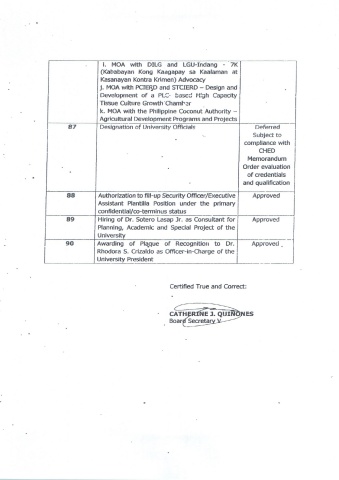 i. MOA with DILG and LGU-Indang - 7K
(Kababayan Kong Kaagapay sa Kaalaman at
Kasanayan Kontra Krimen) Advocacy
j. MOA with PCIERD and STCIERD – Design and
Development of a PLC- based High Capacity
Tissue Culture Growth Chamber
k. MOA with the Philippine Coconut Authority –
Agricultural Development Programs and Projects
87 Designation of University Officials Deferred
Subject to
compliance with
CHED
Memorandum
Order evaluation
of credentials
and qualification
88 Authorization to fill-up Security Officer/Executive Approved
Assistant Plantilla Position under the primary
confidential/co-terminus status
89 Hiring of Dr. Sotero Lasap Jr. as Consultant for Approved
Planning, Academic and Special Project of the
University
90 Awarding of Plaque of Recognition to Dr. Approved
Rhodora S. Crizaldo as Officer-in-Charge of the
University President
Certified True and Correct:
CATHERINE J. QUIÑONES
Board Secretary V